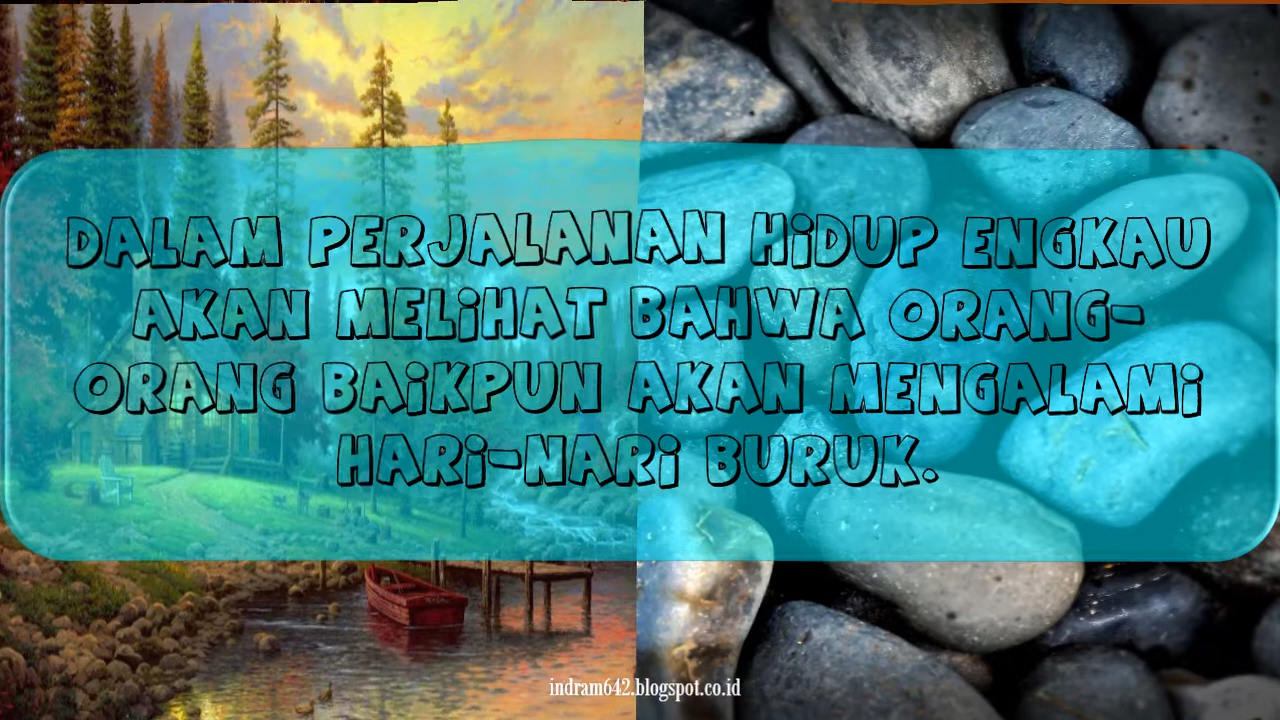 DALAM PERJALANAN HiDUP ENGKAU
AKAN MELiHAT BAHWA ORANG-
ORANG BAiKPUN AKAN MENGALAMi
HARi-NARi BURUK.
indram642.blogspot.co.id